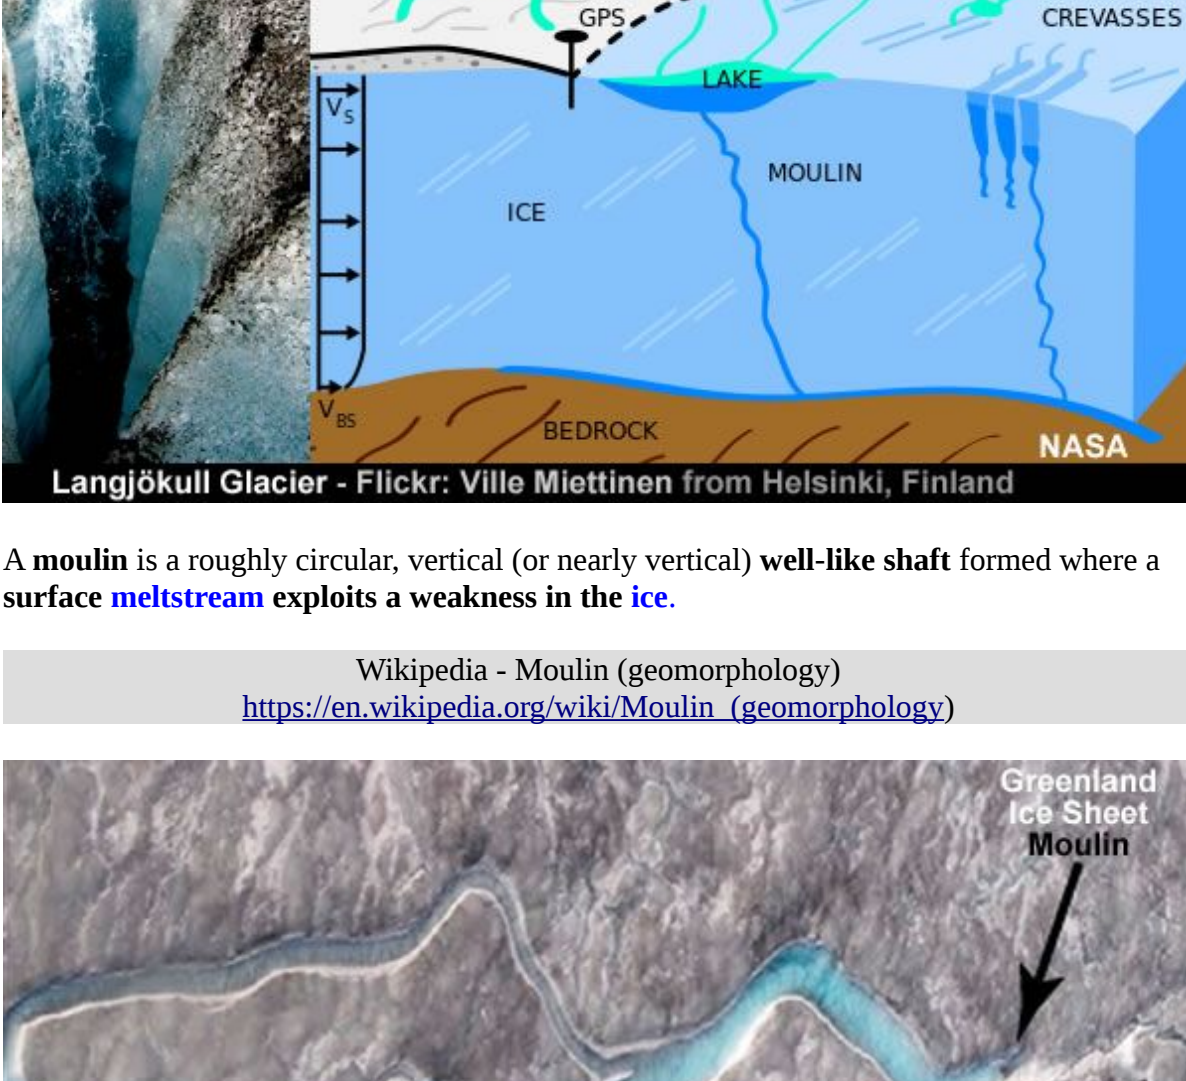 GPS
CREVASSES
LAKE
VS
MOULIN
ICE
VBS
BEDROCK
NASA
Langjökull Glacier - Flickr: Ville Miettinen from Helsinki, Finland
A moulin is a roughly circular, vertical (or nearly vertical) well-like shaft formed where a
surface meltstream exploits a weakness in the ice.
Wikipedia - Moulin (geomorphology)
https://en.wikipedia.org/wiki/Moulin_(geomorphology)
Greenland
Ice Sheet
Moulin